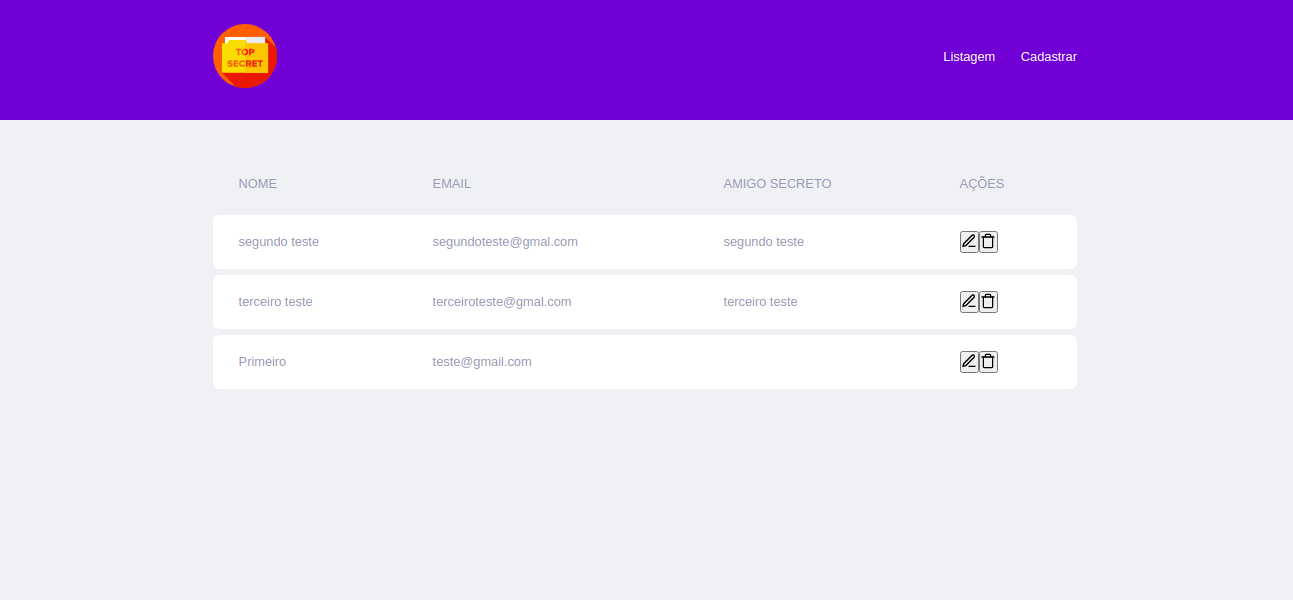 TOP
SECRET
Listagem Cadastrar
NOME EMAIL AMIGO SECRETO AÇÕES
segundo teste segundoteste@gmal.com segundo teste
terceiro teste terceiroteste@gmal.com terceiro teste
Primeiro teste@gmail.com